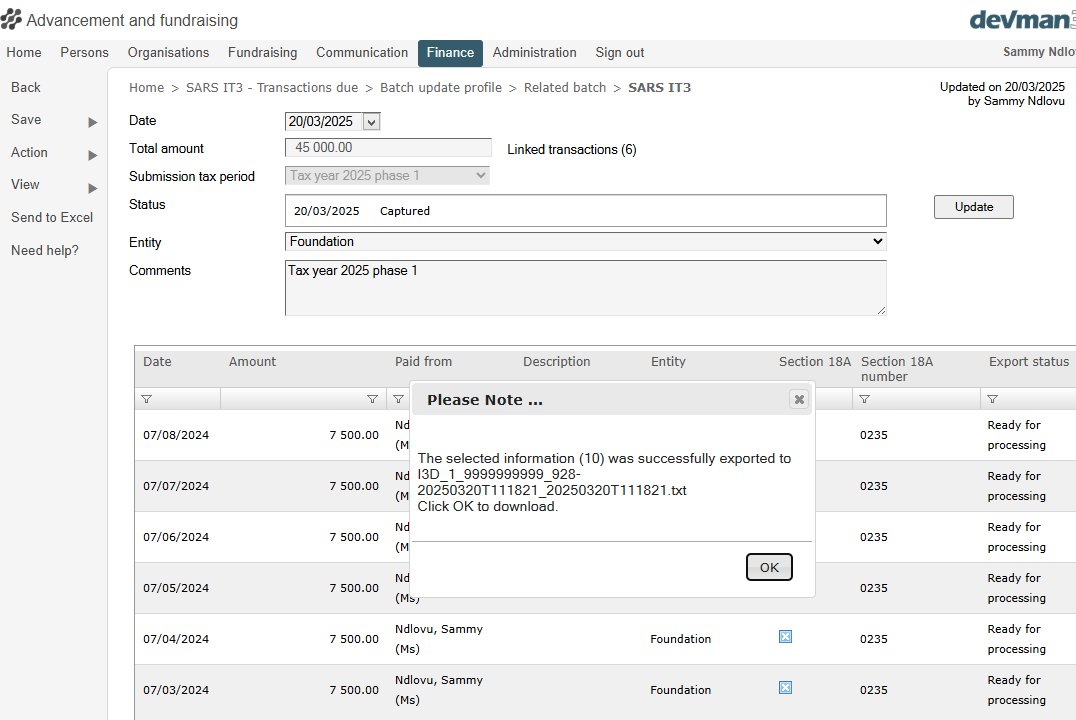 Advancement and fundraising
devman
Home Persons Organisations Fundraising Communication Finance Administration Sign out
Sammy Ndlo
Back
Save
Action
View
Send to Excel
Need help?
Home > SARS IT3 - Transactions due > Batch update profile > Related batch > SARS IT3
Updated on 20/03/2025
by Sammy Ndlovu
Date 20/03/2025
Total amount 45 000.00 Linked transactions (6)
Submission tax period Tax year 2025 phase 1
Status 20/03/2025 Captured Update
Entity Foundation
Comments Tax year 2025 phase 1
Date Amount Paid from Description Entity Section 18A Section 18A number Export status
Please Note ...
The selected information (10) was successfully exported to
I3D_1_9999999999_928-
20250320T111821_20250320T111821.txt
Click OK to download.
OK
07/08/2024 7 500.00 Nd (M 0235 Ready for processing
07/07/2024 7 500.00 Nd (M 0235 Ready for processing
07/06/2024 7 500.00 Nd (M 0235 Ready for processing
07/05/2024 7 500.00 Nd (Ms) 0235 Ready for processing
07/04/2024 7 500.00 Ndlovu, Sammy (Ms) Foundation 0235 Ready for processing
07/03/2024 7 500.00 Ndlovu, Sammy (Ms) Foundation 0235 Ready for processing